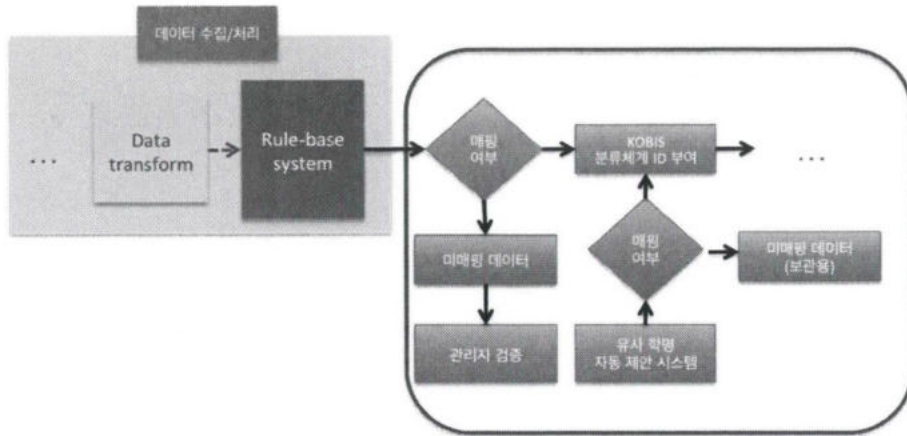 데이터 수집/처리
...
Data
transform
Rule-base
system
매핑
여부
KOBIS
분류체계 ID 부여
...
미매핑 데이터
관리자 검증
매핑
여부
미매핑 데이터
(보관용)
유사 학명
자동 제안 시스템